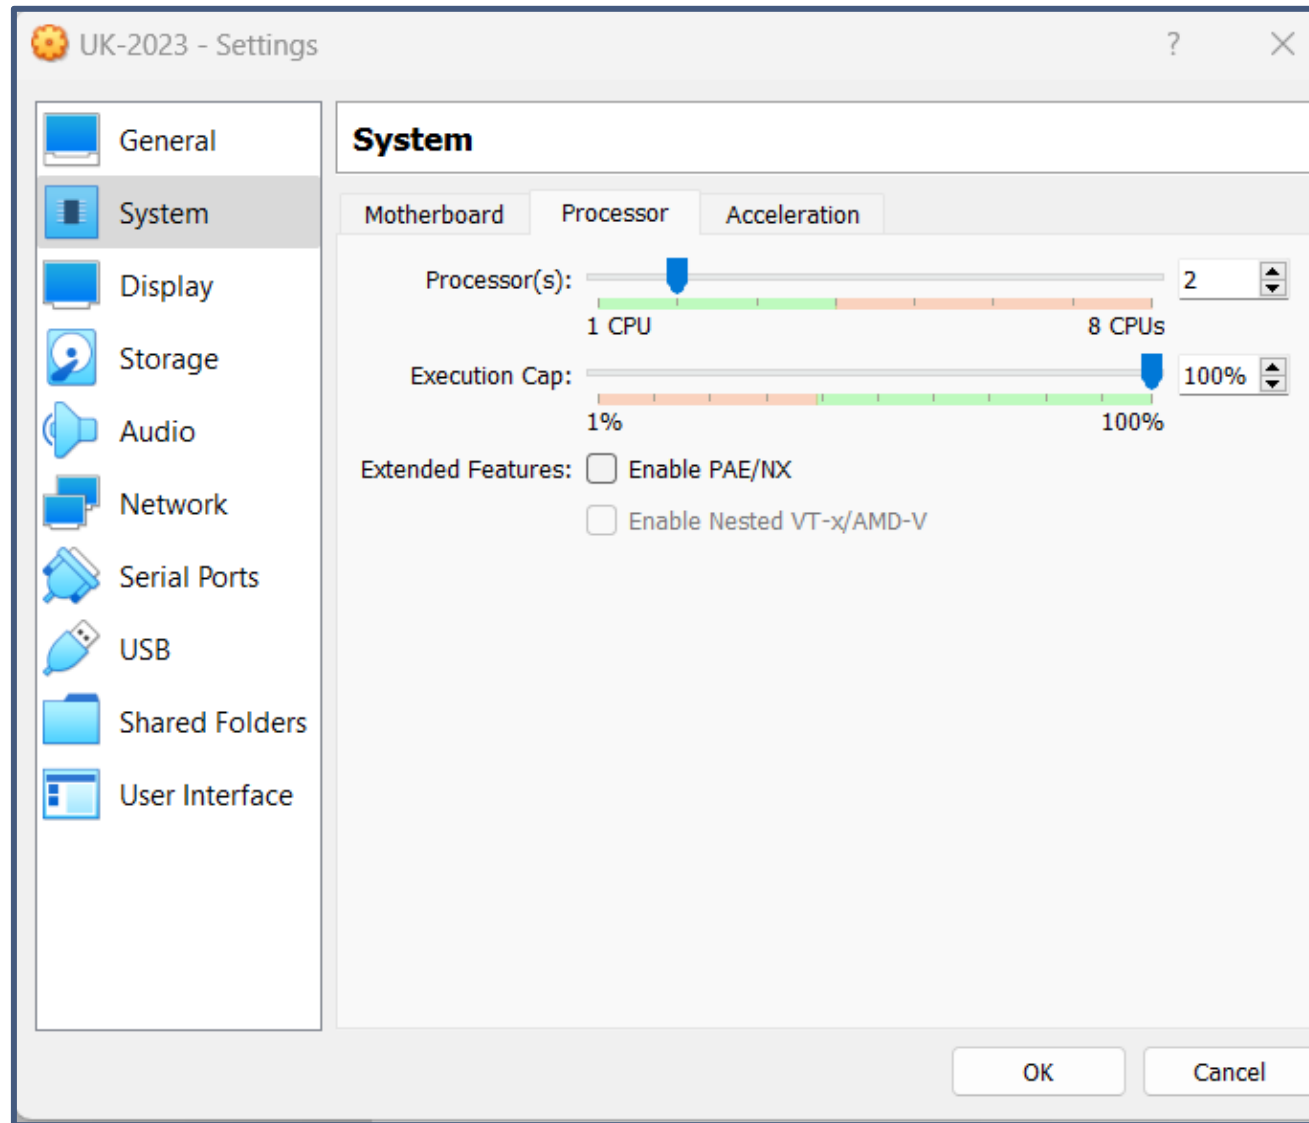 UK-2023 - Settings
?
General
System
Display
Storage
Audio
Network
Serial Ports
USB
Shared Folders
User Interface
System
Motherboard Processor Acceleration
Processor(s): 2
1 CPU 8 CPUs
Execution Cap: 100%
1% 100%
Extended Features: Enable PAE/NX
Enable Nested VT-x/AMD-V
OK Cancel